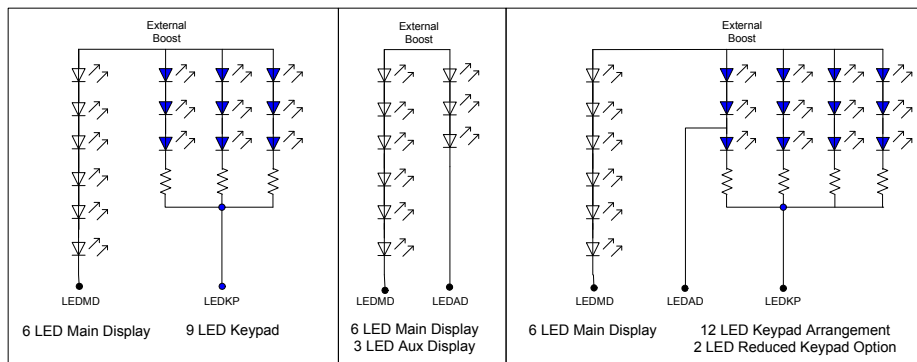 External
Boost
LEDMD
LEDKP
6 LED Main Display
9 LED Keypad
External
Boost
LEDMD
LEDAD
6 LED Main Display
3 LED Aux Display
External
Boost
LEDMD
LEDAD
LEDKP
6 LED Main Display
12 LED Keypad Arrangement
2 LED Reduced Keypad Option